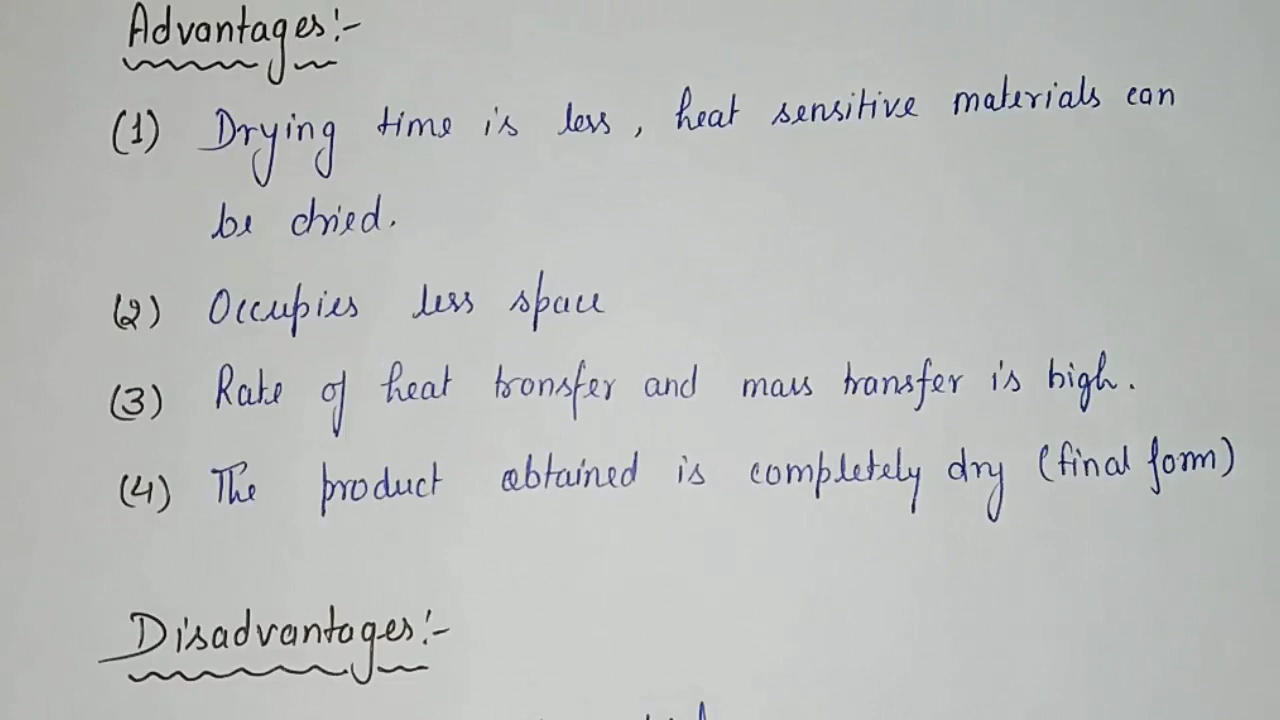 Advantages:-
(1) Drying time is less, heat sensitive materials can
be dried.
(2) Occupies less space
(3) Rate of heat transfer and mass transfer is high.
(4) The product obtained is completely dry (final form)
Disadvantages:-